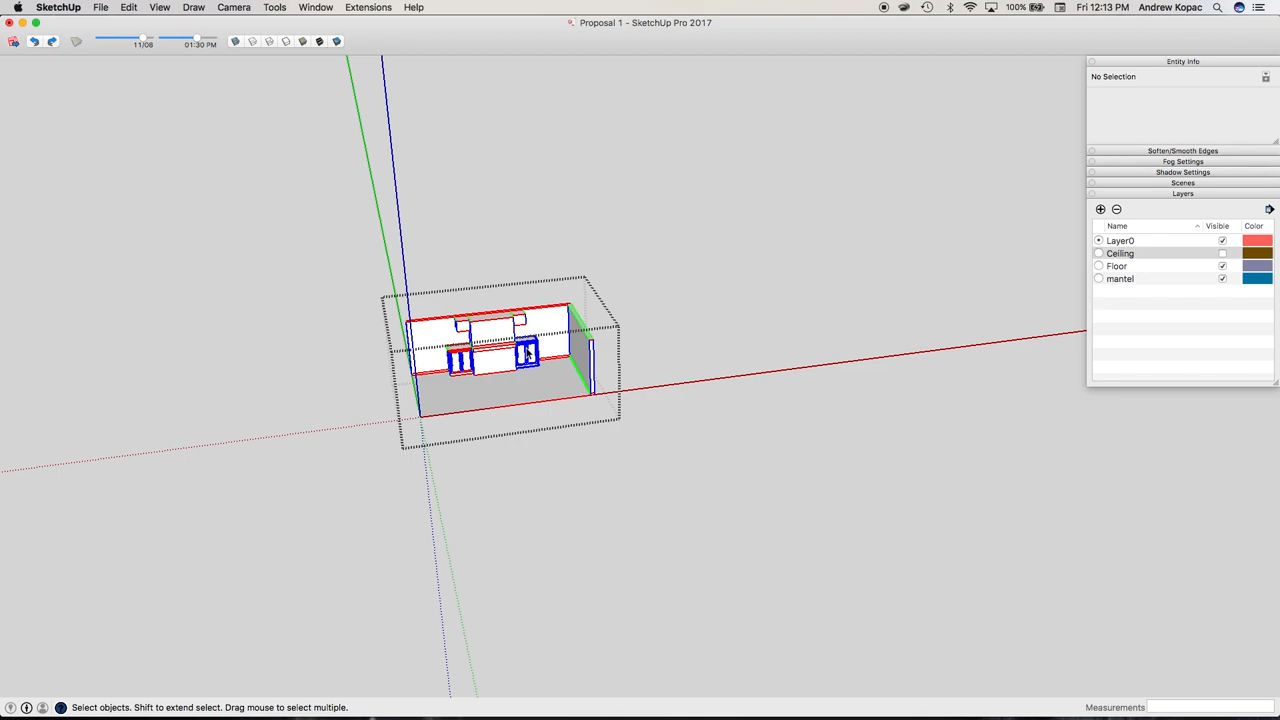 SketchUp File Edit View Draw Camera Tools Window Extensions Help 100% Fri 12:13 PM Andrew Kopac
Proposal 1 - SketchUp Pro 2017
11/08 01:30 PM
Entity Info
No Selection
Soften/Smooth Edges
Fog Settings
Shadow Settings
Scenes
Layers
Name Visible Color
Layer0
Ceiling
Floor
mantel
Select objects. Shift to extend select. Drag mouse to select multiple.
Measurements